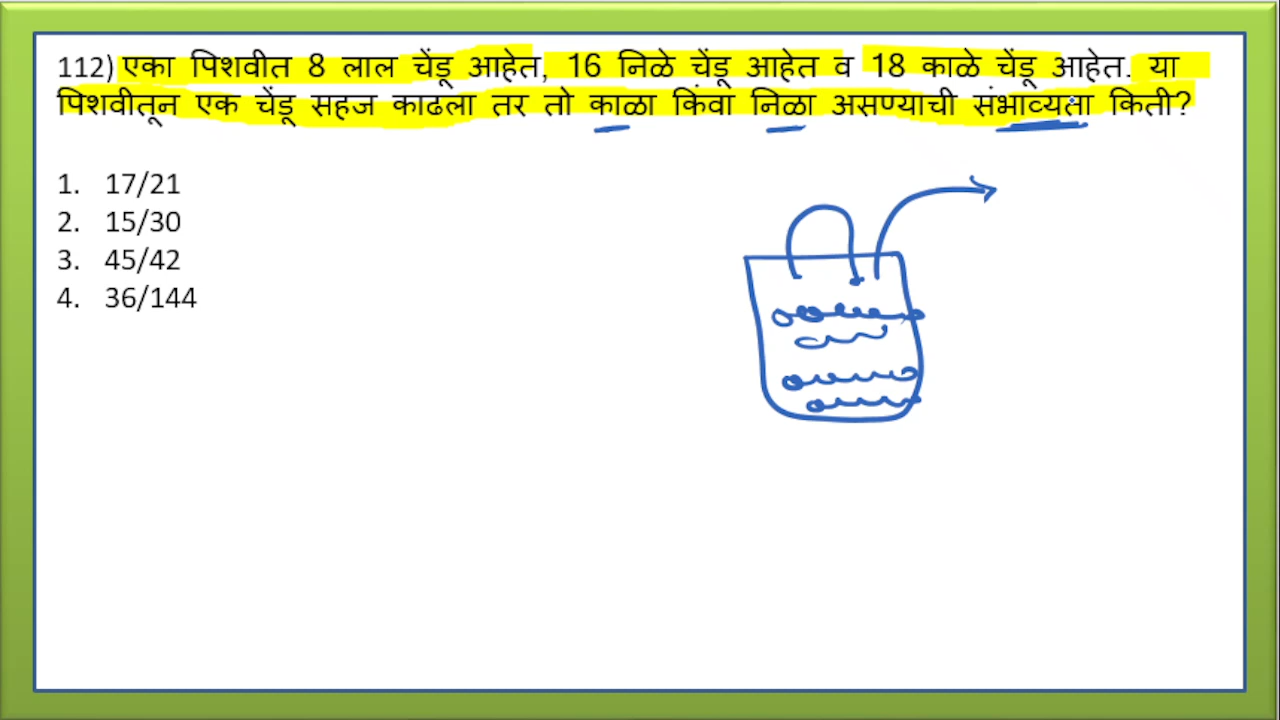 112) एका पिशवीत 8 लाल चेंडू आहेत, 16 निळे चेंडू आहेत व 18 काळे चेंडू आहेत. या
पिशवीतून एक चेंडू सहज काढला तर तो काळा किंवा निळा असण्याची संभाव्यता किती?
1. 17/21
2. 15/30
3. 45/42
4. 36/144